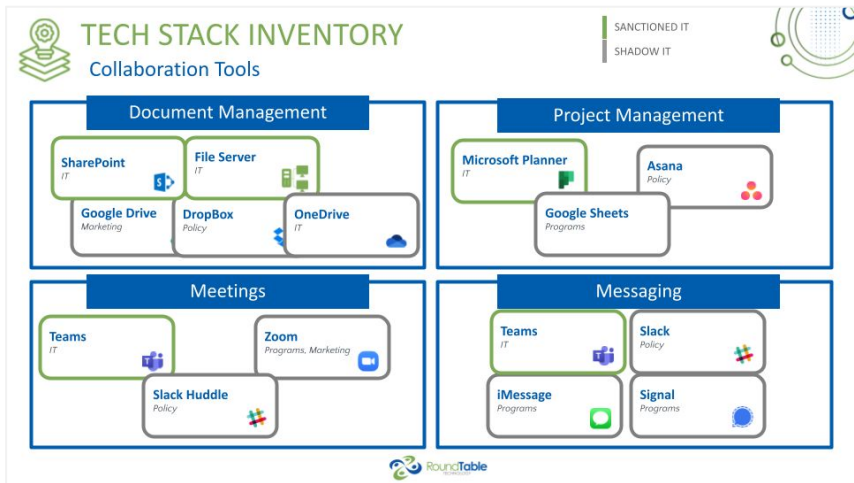 TECH STACK INVENTORY
Collaboration Tools
SANCTIONED IT
SHADOW IT
Document Management
SharePoint
IT
File Server
IT
Google Drive
Marketing
DropBox
Policy
OneDrive
IT
Project Management
Microsoft Planner
IT
Asana
Policy
Google Sheets
Programs
Meetings
Teams
IT
Zoom
Programs, Marketing
Slack Huddle
Policy
Messaging
Teams
IT
Slack
Policy
iMessage
Programs
Signal
Programs
RoundTable
TECHNOLOGY